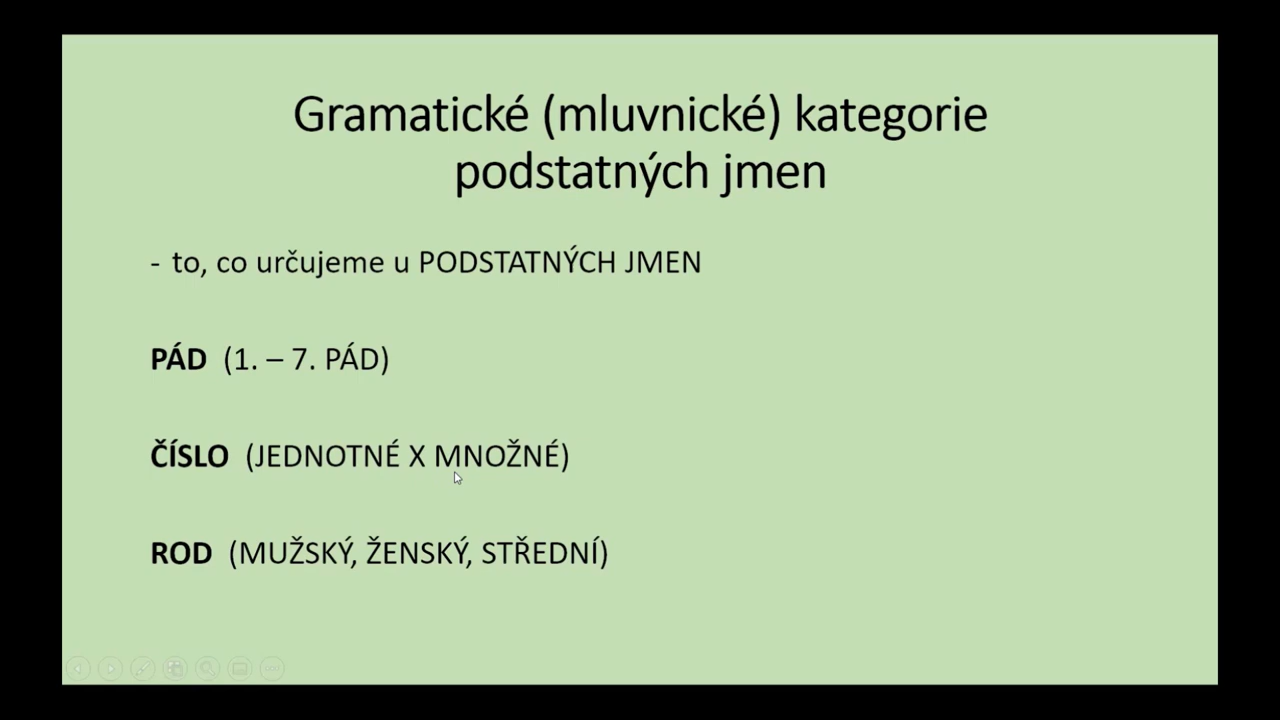 Gramatické (mluvnické) kategorie
podstatných jmen
- to, co určujeme u PODSTATNÝCH JMEN
PÁD (1. – 7. PÁD)
ČÍSLO (JEDNOTNÉ X MNOŽNÉ)
ROD (MUŽSKÝ, ŽENSKÝ, STŘEDNÍ)